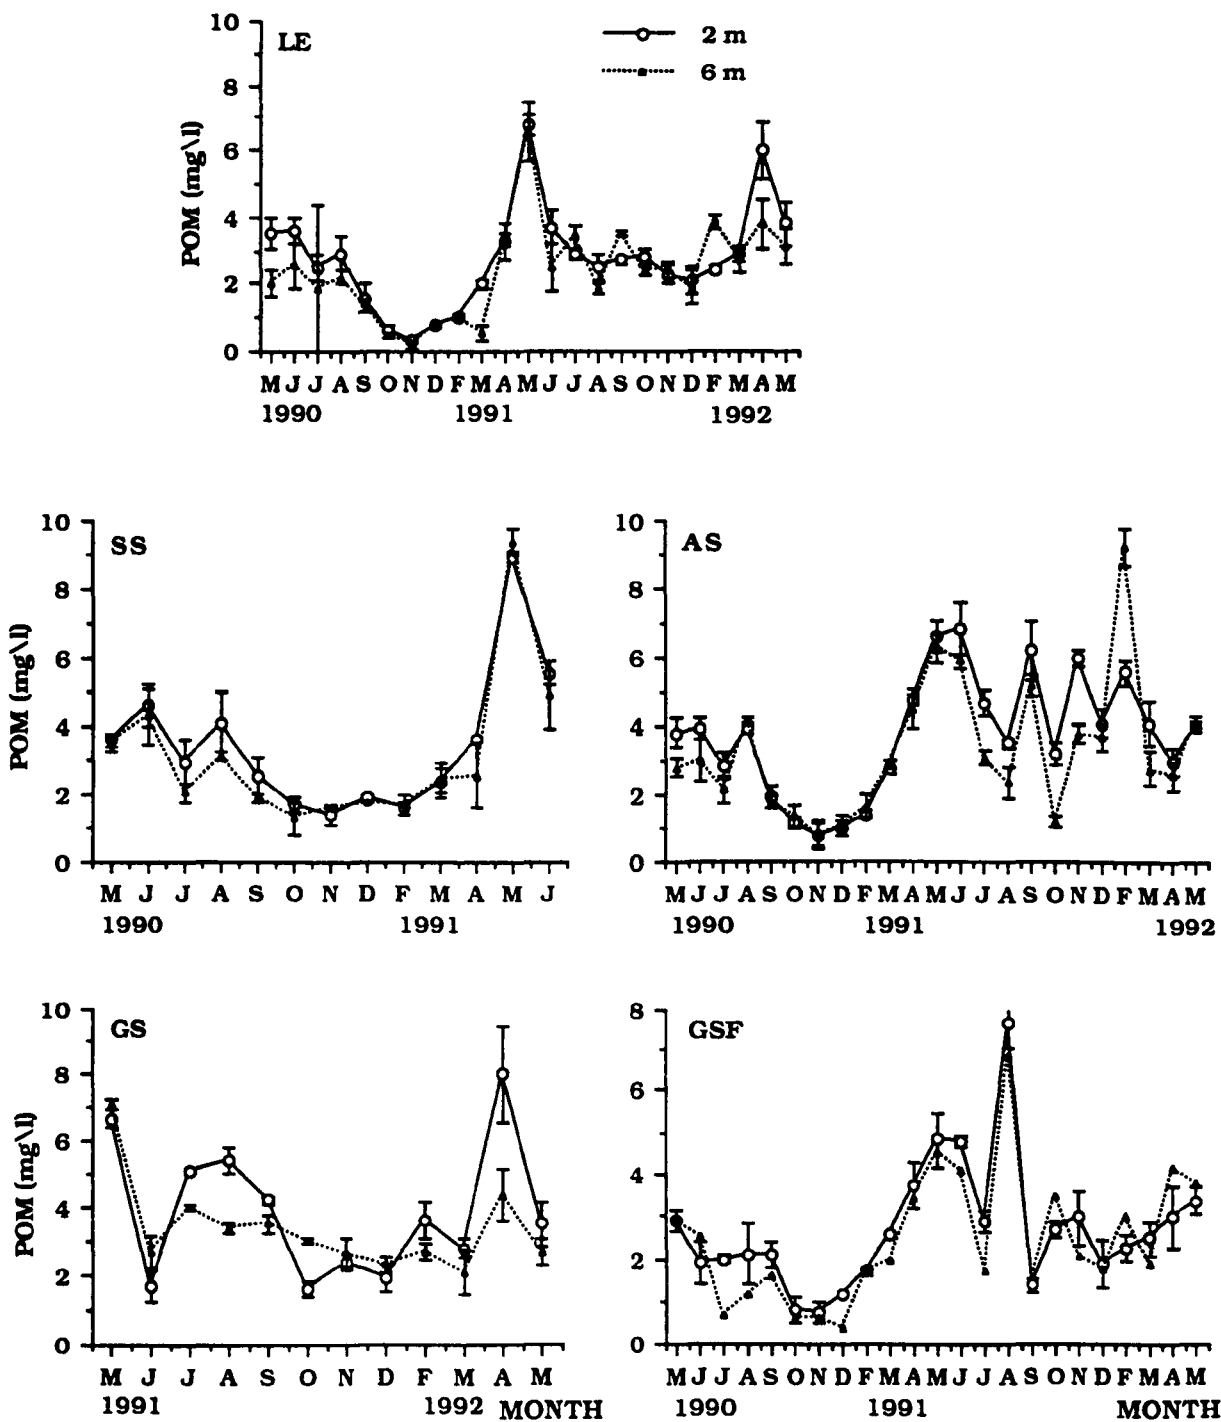 10
LE
2 m
6 m
8
6
4
2
0
POM (mg\l)
M J J A S O N D F M A M J J A S O N D F M A M
1990 1991 1992
10
SS
8
6
4
2
0
POM (mg\l)
M J J A S O N D F M A M J
1990 1991
10
AS
8
6
4
2
0
M J J A S O N D F M A M J J A S O N D F M A M
1990 1991 1992
10
GS
8
6
4
2
0
POM (mg\l)
M J J A S O N D F M A M
1991 1992 MONTH
8
GSF
6
4
2
0
M J J A S O N D F M A M J J A S O N D F M A M
1990 1991 MONTH